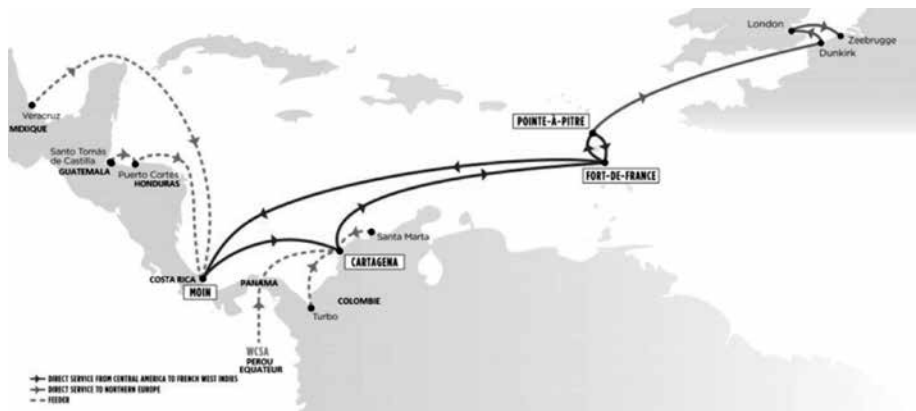 London
Zeebrugge
Dunkirk
Veracruz
MEXIQUE
POINTE-À-PITRE
Santo Tomás
de Castilla
GUATEMALA
Puerto Cortés
HONDURAS
FORT-DE-FRANCE
Santa Marta
CARTAGENA
COSTA RICA
MOIN
PANAMA
COLOMBIE
Turbo
WCSA
PEROU
EQUATEUR
DIRECT SERVICE FROM CENTRAL AMERICA TO FRENCH WEST INDIES
DIRECT SERVICE TO NORTHERN EUROPE
FEEDER